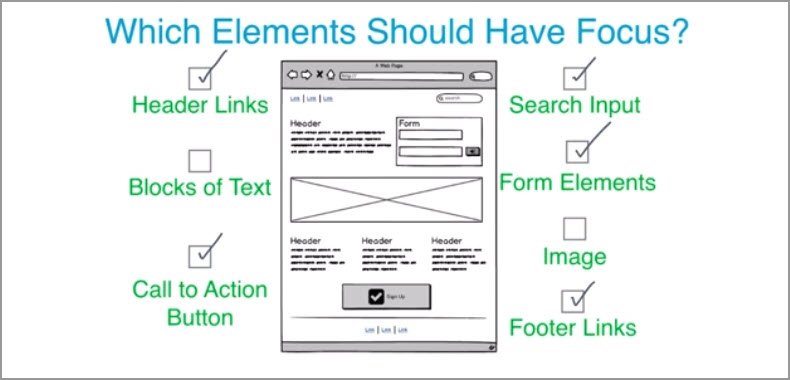 Which Elements Should Have Focus?
Header Links
Blocks of Text
Call to Action
Button
A Web Page
http://
Link | Link | Link
search
Header
Form
Header
Header
Header
Sign Up
Link | Link | Link
Search Input
Form Elements
Image
Footer Links